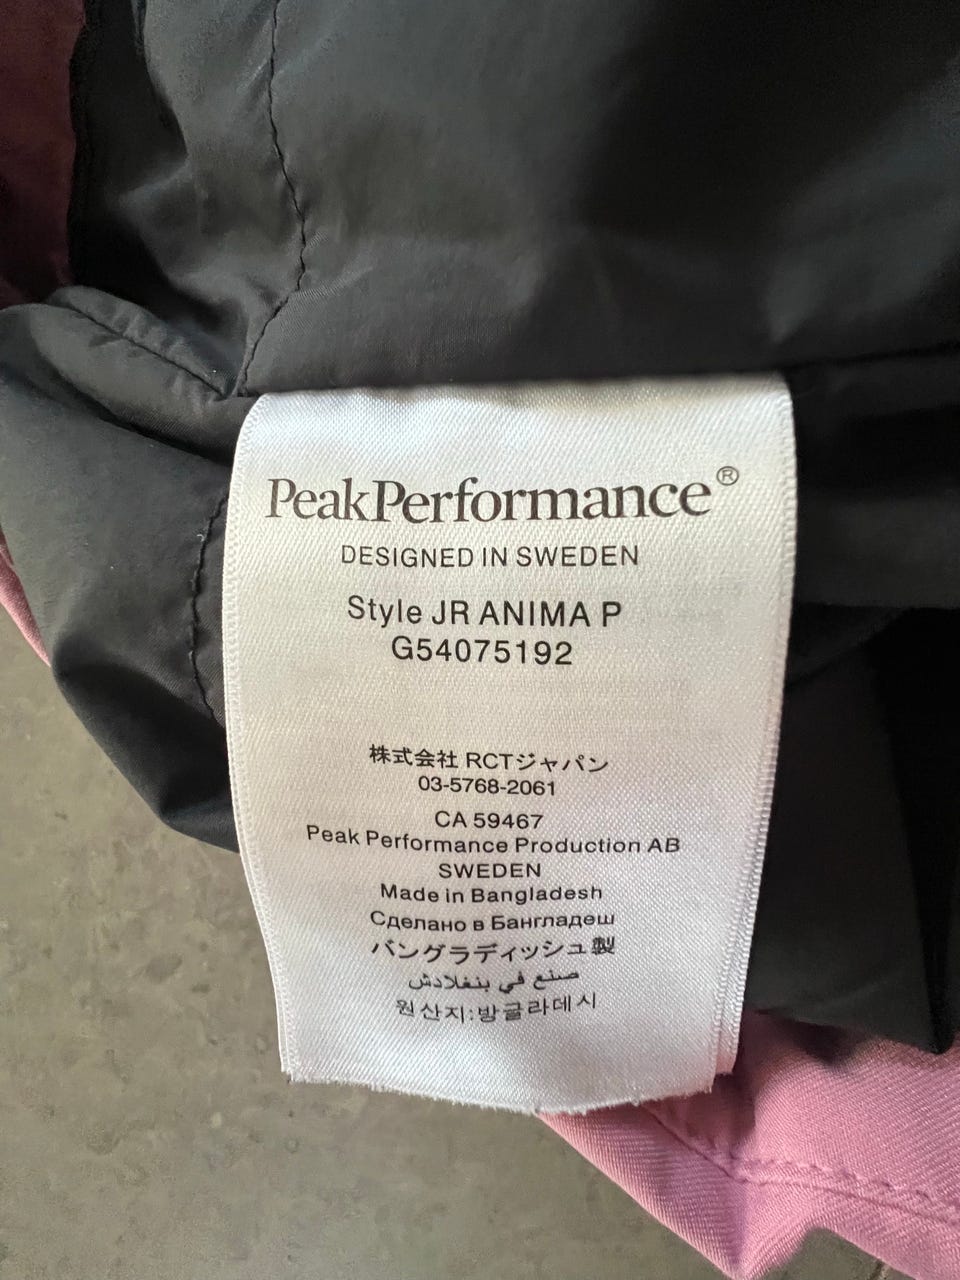 PeakPerformance®
DESIGNED IN SWEDEN
Style JR ANIMA P
G54075192
株式会社 RCTジャパン
03-5768-2061
CA 59467
Peak Performance Production AB
SWEDEN
Made in Bangladesh
Сделано в Бангладеш
バングラディッシュ製
صنع في بنغلادش
원산지:방글라데시